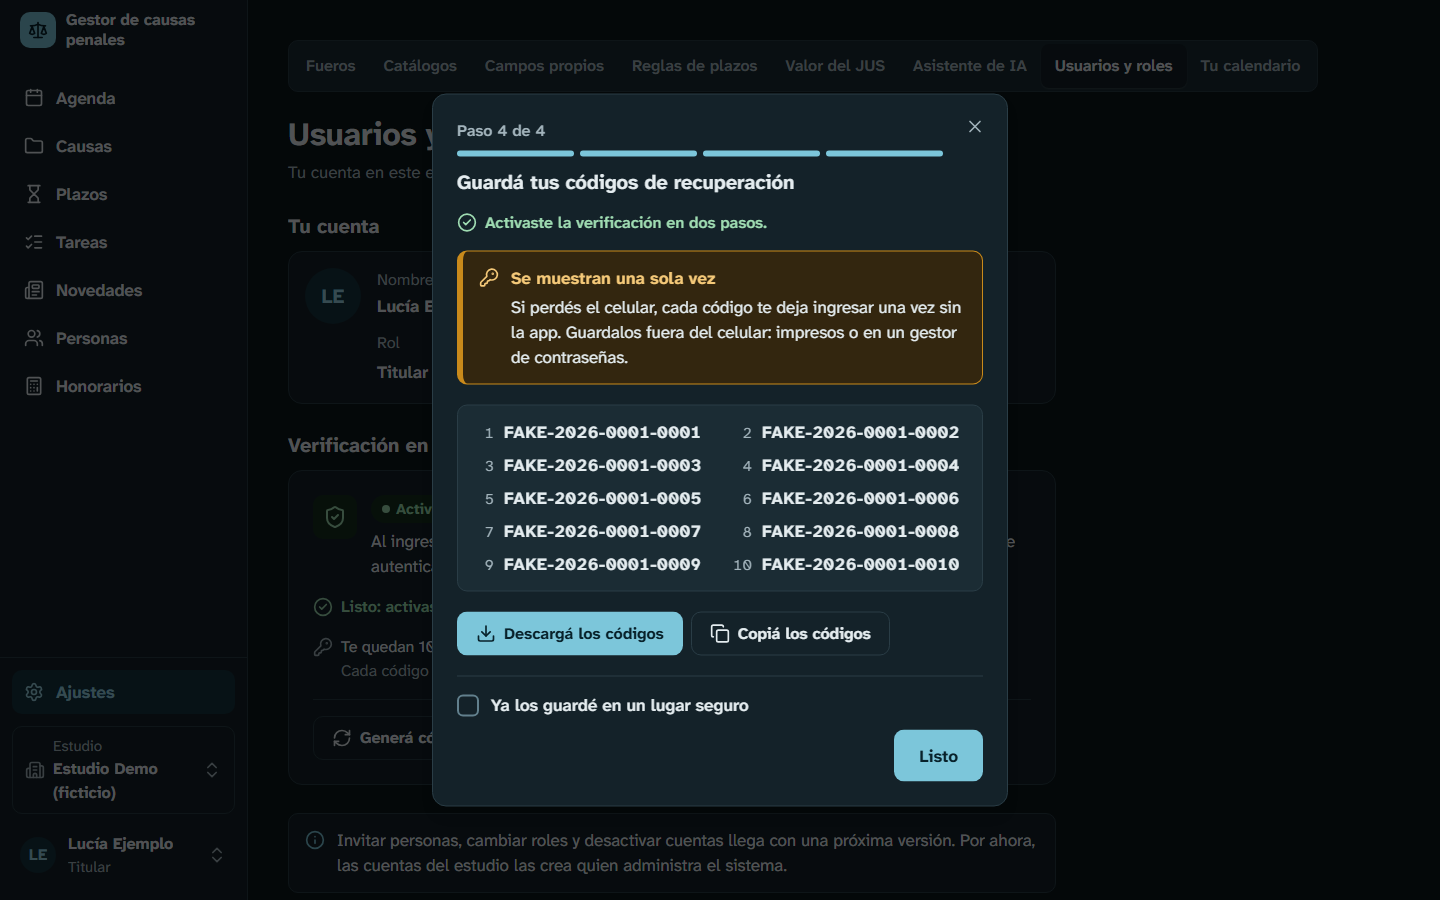 Gestor de causas
penales
Agenda
Causas
Plazos
Tareas
Novedades
Personas
Honorarios
Ajustes
Estudio
Estudio Demo
(ficticio)
LE
Lucía Ejemplo
Titular
Fueros
Catálogos
Campos propios
Reglas de plazos
Valor del JUS
Asistente de IA
Usuarios y roles
Tu calendario
Usuarios y
Tu cuenta en este e
Tu cuenta
LE
Nombre
Lucía E
Rol
Titular
Verificación en
Activ
Al ingres
e
autentica
Listo: activas
Te quedan 10
Cada código
Generá có
Invitar personas, cambiar roles y desactivar cuentas llega con una próxima versión. Por ahora,
las cuentas del estudio las crea quien administra el sistema.
Paso 4 de 4
Guardá tus códigos de recuperación
Activaste la verificación en dos pasos.
Se muestran una sola vez
Si perdés el celular, cada código te deja ingresar una vez sin
la app. Guardalos fuera del celular: impresos o en un gestor
de contraseñas.
1 FAKE-2026-0001-0001
2 FAKE-2026-0001-0002
3 FAKE-2026-0001-0003
4 FAKE-2026-0001-0004
5 FAKE-2026-0001-0005
6 FAKE-2026-0001-0006
7 FAKE-2026-0001-0007
8 FAKE-2026-0001-0008
9 FAKE-2026-0001-0009
10 FAKE-2026-0001-0010
Descargá los códigos
Copiá los códigos
Ya los guardé en un lugar seguro
Listo